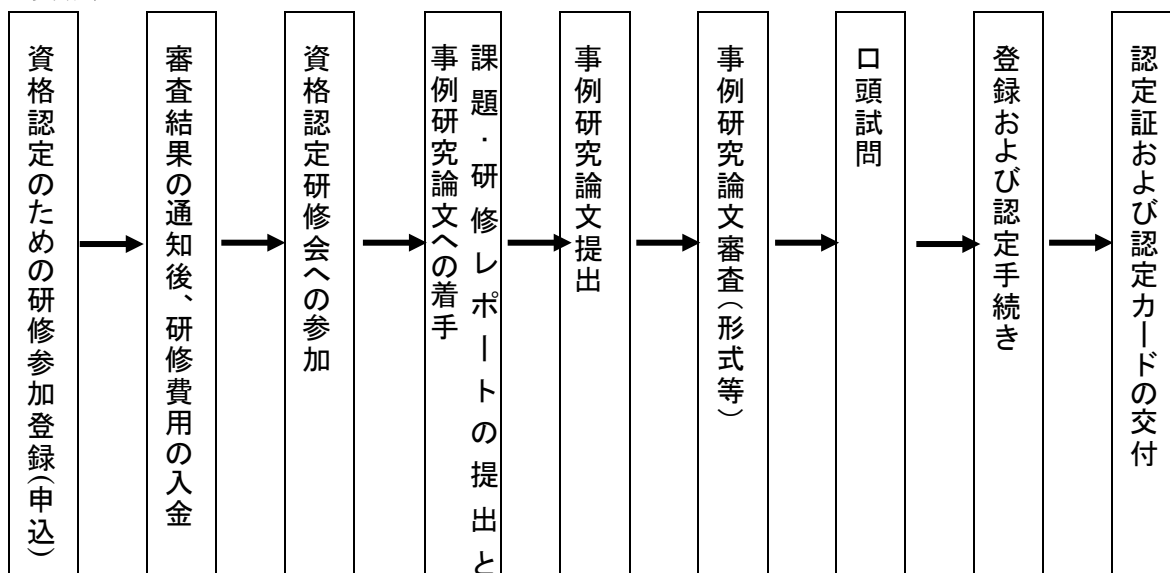 資格認定のための研修参加登録(申込)
審査結果の通知後、研修費用の入金
資格認定研修会への参加
課題・研修レポートの提出と
事例研究論文への着手
事例研究論文提出
事例研究論文審査(形式等)
口頭試問
登録および認定手続き
認定証および認定カードの交付